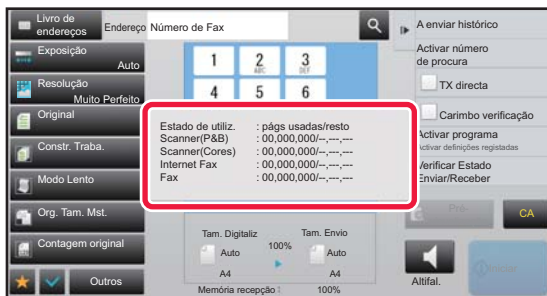 Livro de
endereços
Endereço
Número de Fax
A enviar histórico
Exposição
Auto
Activar número
de procura
1
2
ABC
3
DEF
Resolução
Muito Perfeito
4
5
6
TX directa
Original
Carimbo verificação
Estado de utiliz. : págs usadas/resto
Scanner(P&B) : 00,000,000/--,---,---
Scanner(Cores) : 00,000,000/--,---,---
Internet Fax : 00,000,000/--,---,---
Fax : 00,000,000/--,---,---
Constr. Traba.
Activar programa
Activar definições registadas
Modo Lento
Verificar Estado
Enviar/Receber
Org. Tam. Mst.
Pré-
CA
Contagem original
Tam. Digitaliz
Tam. Envio
100%
Auto
Auto
A4
A4
Outros
Memória recepção :
100%
Altifal.
Iniciar